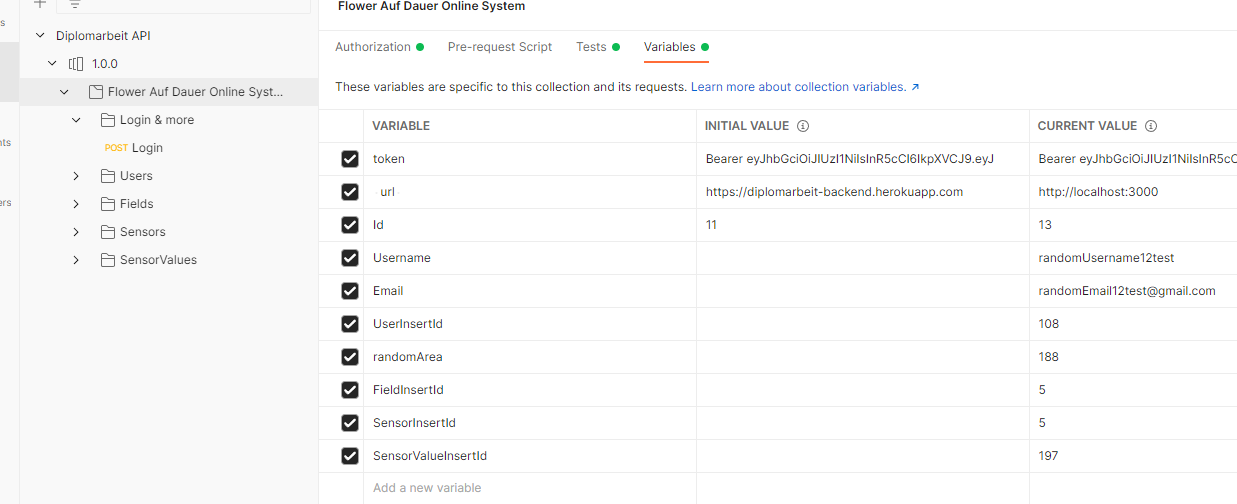 Flower Auf Dauer Online System
Diplomarbeit API
1.0.0
Flower Auf Dauer Online Syst...
Login & more
POST Login
Users
Fields
Sensors
SensorValues
Authorization
Pre-request Script
Tests
Variables
These variables are specific to this collection and its requests. Learn more about collection variables. ↗
VARIABLE INITIAL VALUE CURRENT VALUE
token Bearer eyJhbGciOiJIUzI1NiIsInR5cCI6IkpXVCJ9.eyJ Bearer eyJhbGciOiJIUzI1NiIsInR5cC
url https://diplomarbeit-backend.herokuapp.com http://localhost:3000
Id 11 13
Username randomUsername12test
Email randomEmail12test@gmail.com
UserInsertId 108
randomArea 188
FieldInsertId 5
SensorInsertId 5
SensorValueInsertId 197
Add a new variable